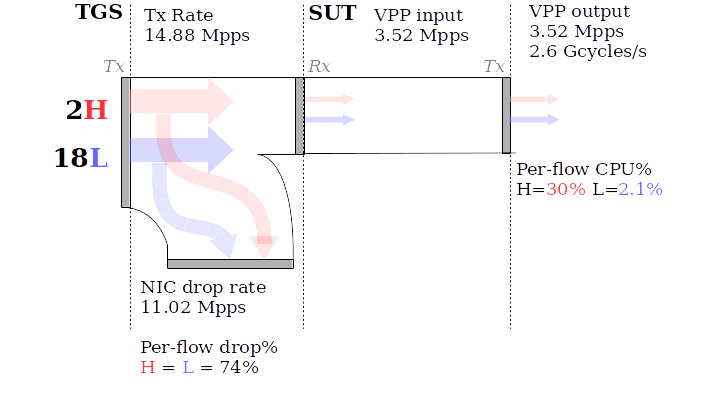 TGS
Tx Rate
14.88 Mpps
SUT
VPP input
3.52 Mpps
VPP output
3.52 Mpps
2.6 Gcycles/s
Tx
Rx
Tx
2H
18L
Per-flow CPU%
H=30% L=2.1%
NIC drop rate
11.02 Mpps
Per-flow drop%
H = L = 74%